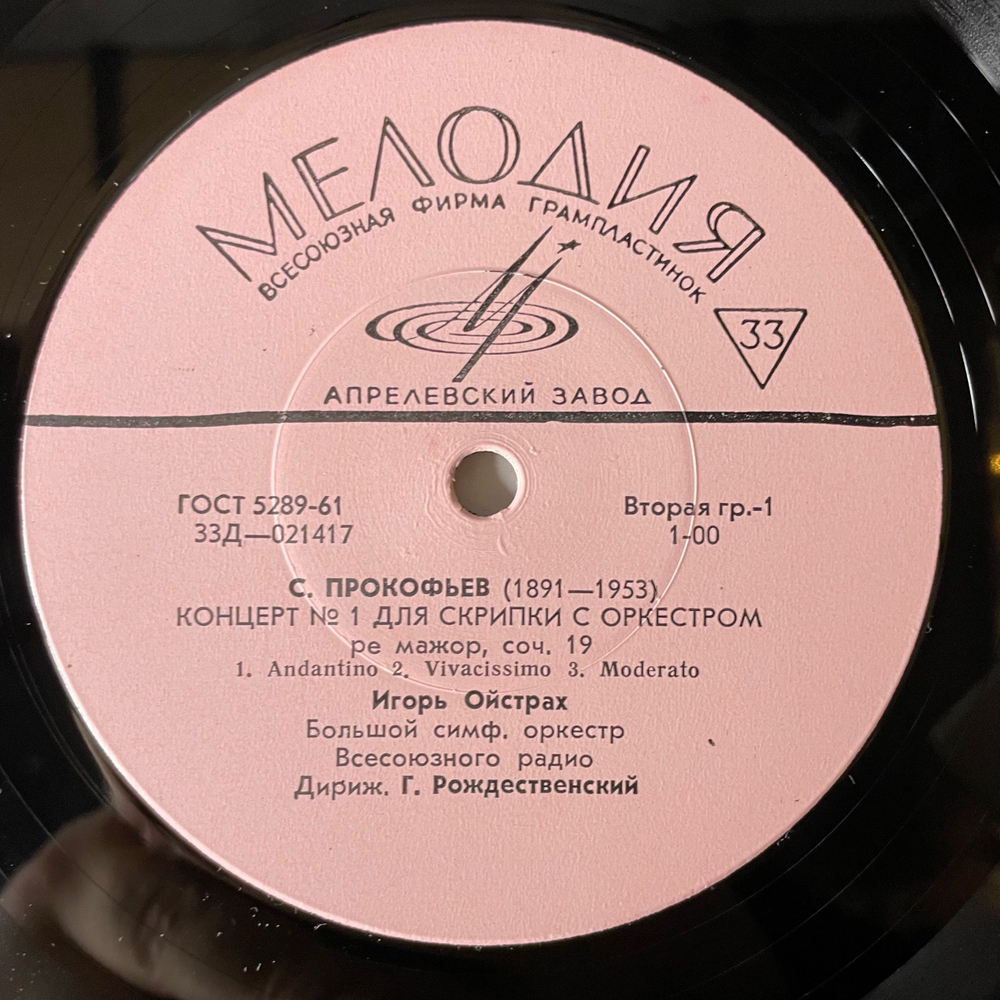 МЕЛОДИЯ
ВСЕСОЮЗНАЯ ФИРМА ГРАМПЛАСТИНОК
33
АПРЕЛЕВСКИЙ ЗАВОД
ГОСТ 5289-61 Вторая гр.-1
33Д—021417 1-00
С. ПРОКОФЬЕВ (1891—1953)
КОНЦЕРТ № 1 ДЛЯ СКРИПКИ С ОРКЕСТРОМ
ре мажор, соч. 19
1. Andantino 2. Vivacissimo 3. Moderato
Игорь Ойстрах
Большой симф. оркестр
Всесоюзного радио
Дириж. Г. Рождественский